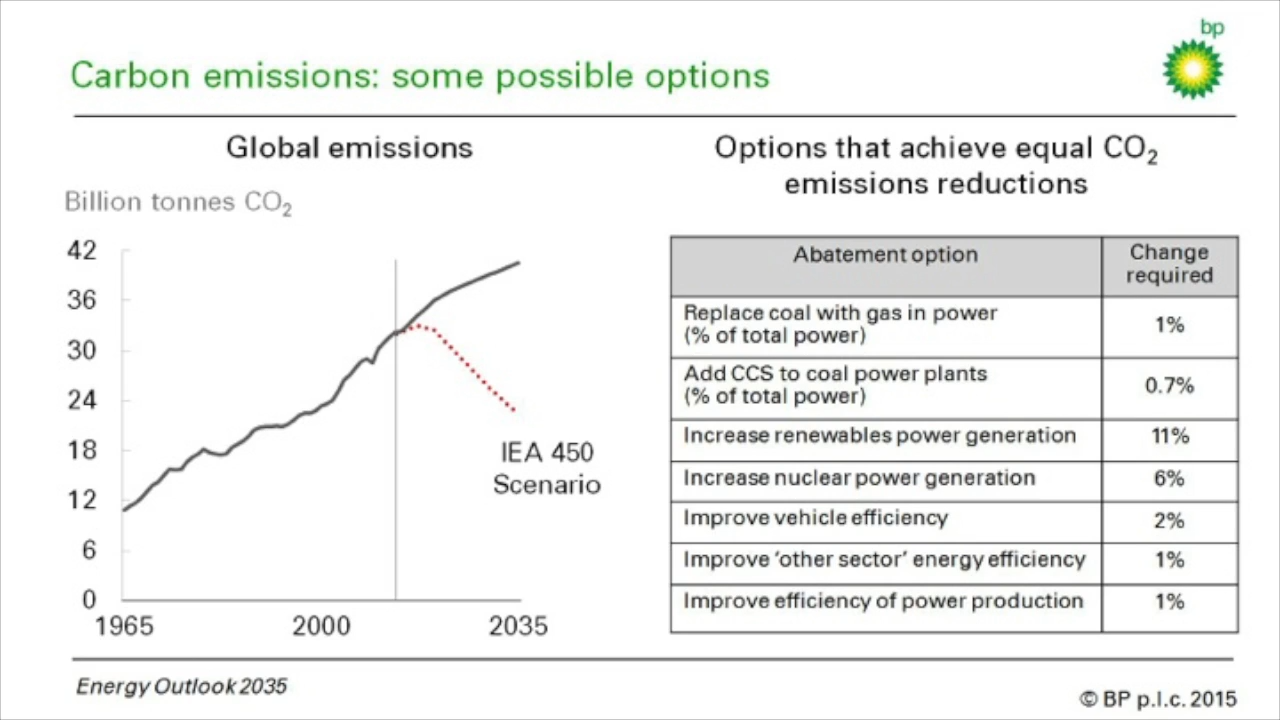 bp
Carbon emissions: some possible options
Global emissions
Billion tonnes CO₂
42
36
30
24
18
12
6
0
1965 2000 2035
IEA 450
Scenario
Options that achieve equal CO₂
emissions reductions
Abatement option
Change
required
Replace coal with gas in power
(% of total power)
1%
Add CCS to coal power plants
(% of total power)
0.7%
Increase renewables power generation 11%
Increase nuclear power generation 6%
Improve vehicle efficiency 2%
Improve ‘other sector’ energy efficiency 1%
Improve efficiency of power production 1%
Energy Outlook 2035
© BP p.l.c. 2015